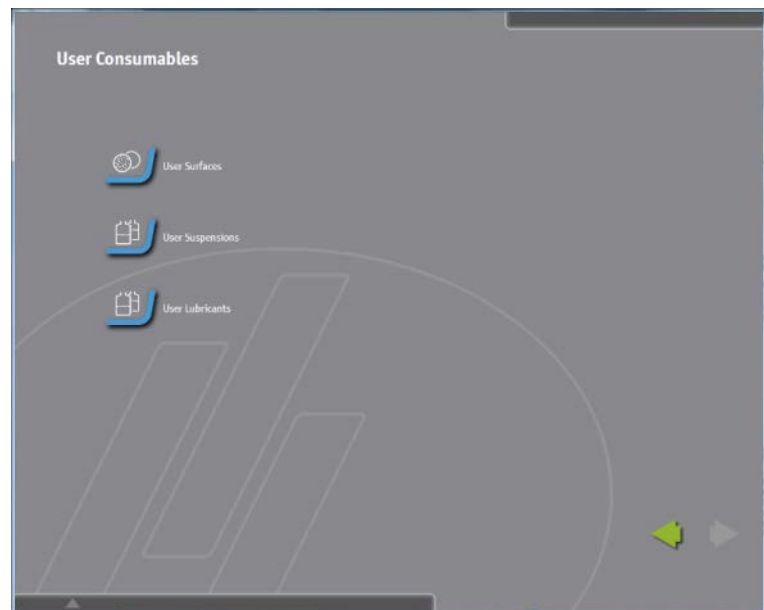 User Consumables
User Surfaces
User Suspensions
User Lubricants